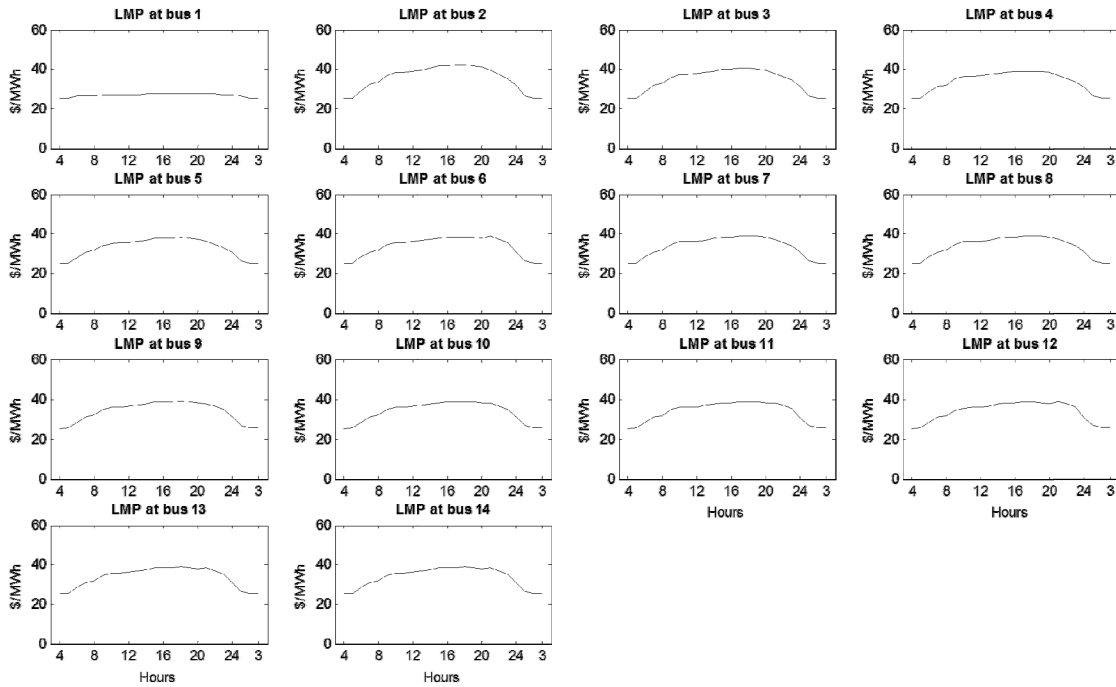 LMP at bus 1 LMP at bus 2 LMP at bus 3 LMP at bus 4
60 60 60 60
40 40 40 40
20 20 20 20
0 0 0 0
$/MWh $/MWh $/MWh $/MWh
4 8 12 16 20 24 3 4 8 12 16 20 24 3 4 8 12 16 20 24 3 4 8 12 16 20 24 3
LMP at bus 5 LMP at bus 6 LMP at bus 7 LMP at bus 8
60 60 60 60
40 40 40 40
20 20 20 20
0 0 0 0
$/MWh $/MWh $/MWh $/MWh
4 8 12 16 20 24 3 4 8 12 16 20 24 3 4 8 12 16 20 24 3 4 8 12 16 20 24 3
LMP at bus 9 LMP at bus 10 LMP at bus 11 LMP at bus 12
60 60 60 60
40 40 40 40
20 20 20 20
0 0 0 0
$/MWh $/MWh $/MWh $/MWh
4 8 12 16 20 24 3 4 8 12 16 20 24 3 4 8 12 16 20 24 3 4 8 12 16 20 24 3
Hours Hours
LMP at bus 13 LMP at bus 14
60 60
40 40
20 20
0 0
$/MWh $/MWh
4 8 12 16 20 24 3 4 8 12 16 20 24 3
Hours Hours